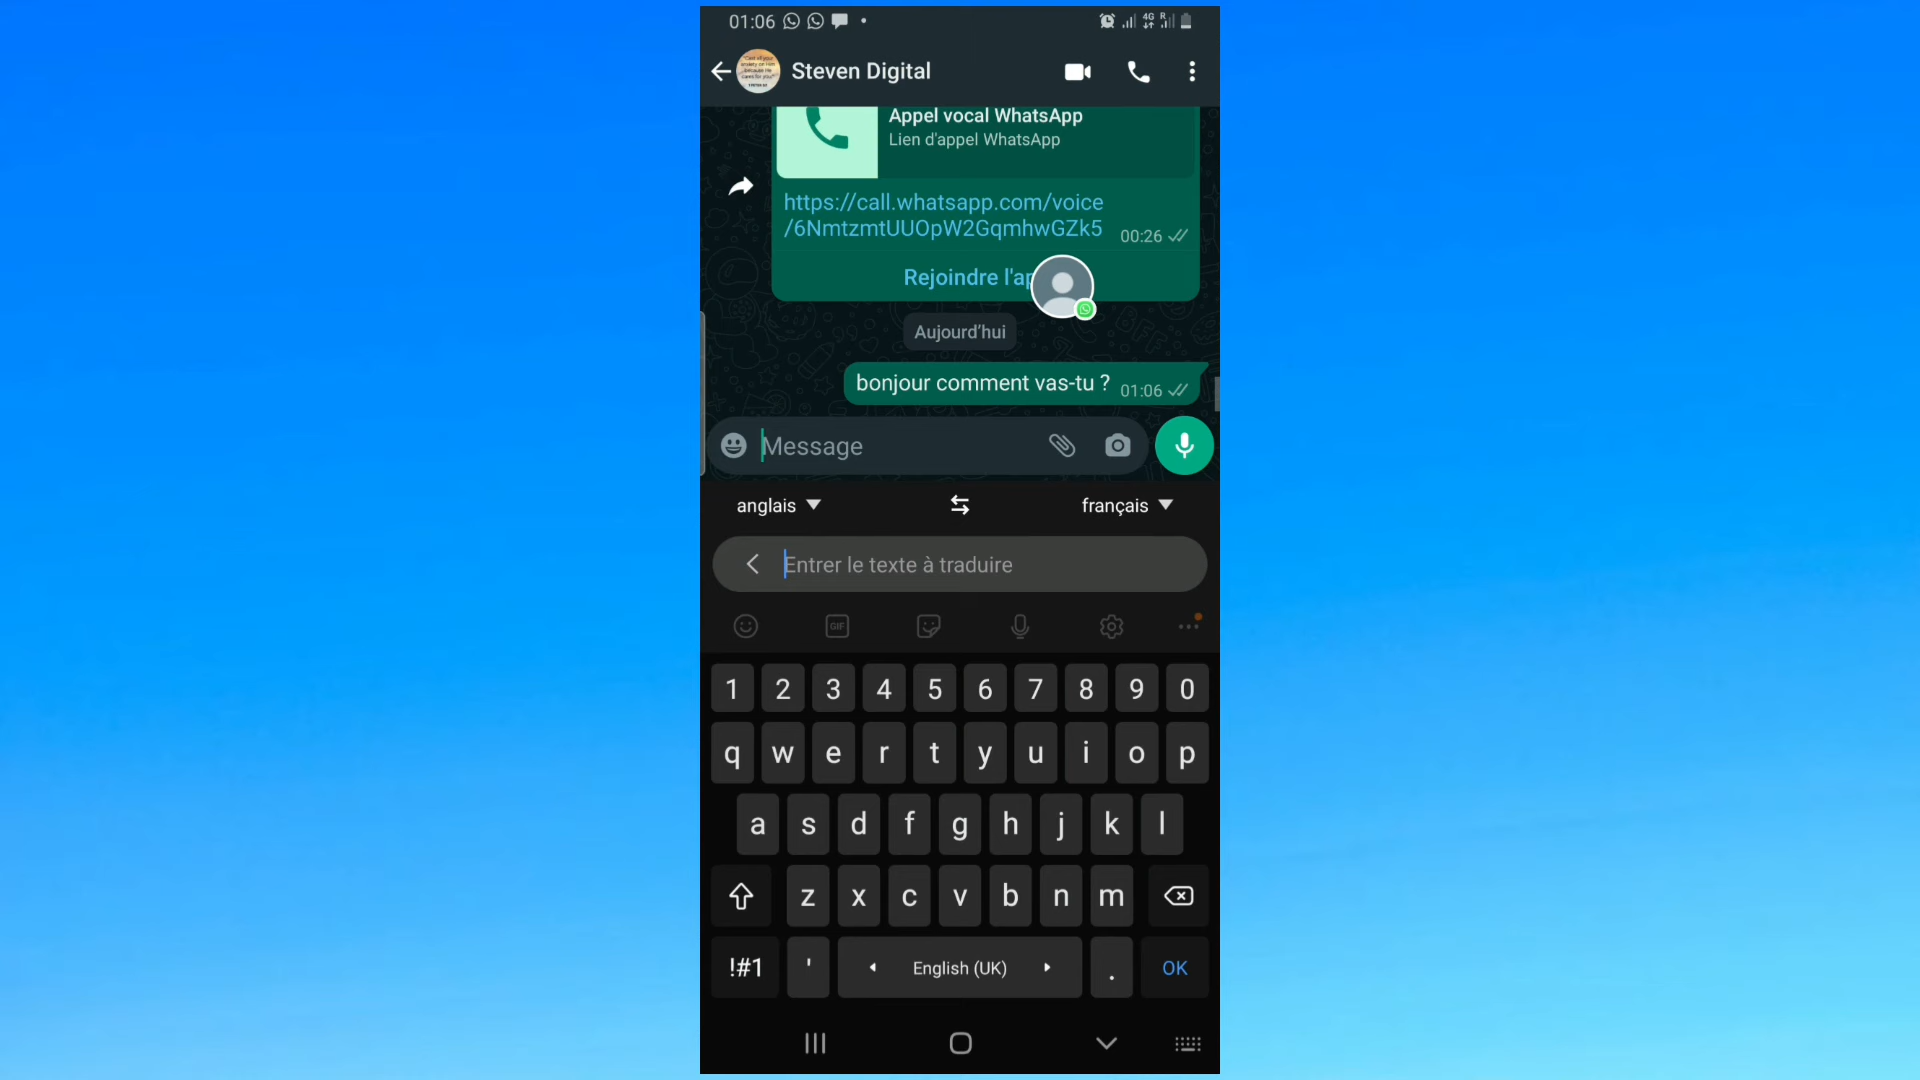 01:06
4G R
Steven Digital
Appel vocal WhatsApp
Lien d'appel WhatsApp
https://call.whatsapp.com/voice
/6NmtzmtUUOpW2GqmhwGZk5
00:26
Rejoindre l'ap
Aujourd'hui
bonjour comment vas-tu ? 01:06
Message
anglais français
Entrer le texte à traduire
GIF
1 2 3 4 5 6 7 8 9 0
q w e r t y u i o p
a s d f g h j k l
z x c v b n m
!#1 ' English (UK) . OK